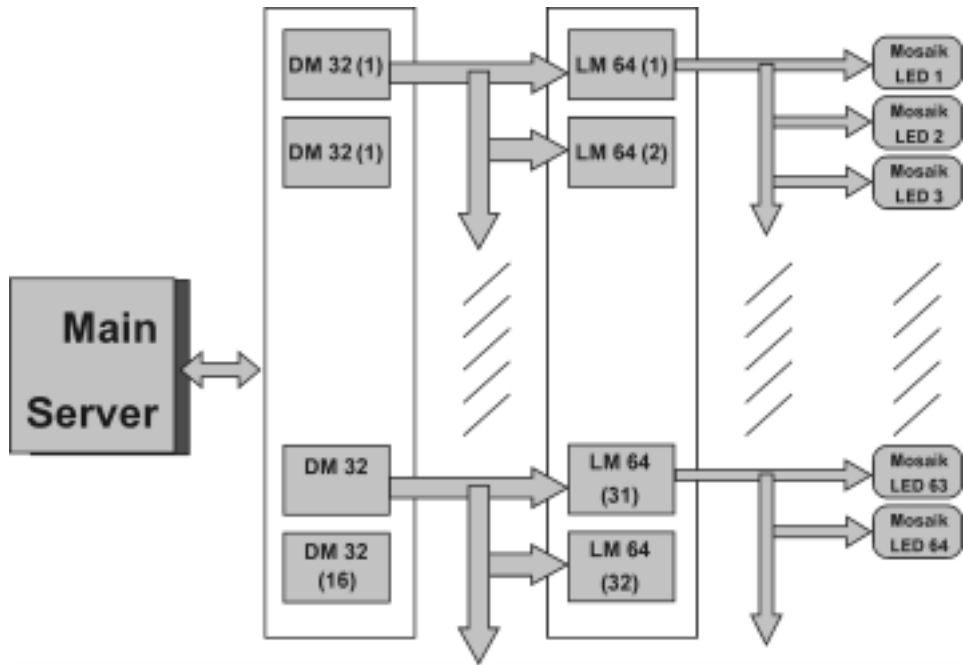 DM 32 (1)
LM 64 (1)
Mosaik
LED 1
DM 32 (1)
LM 64 (2)
Mosaik
LED 2
Mosaik
LED 3
Main
Server
DM 32
LM 64
(31)
Mosaik
LED 63
DM 32
(16)
LM 64
(32)
Mosaik
LED 64